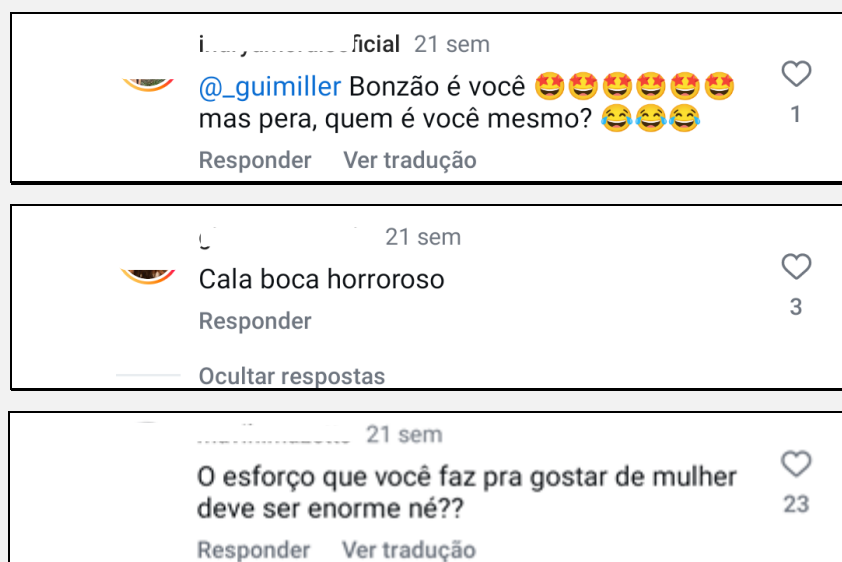 ficial 21 sem
@_guimiller Bonzão é você 🤩🤩🤩🤩🤩🤩
mas pera, quem é você mesmo? 😂😂😂
1
Responder Ver tradução
21 sem
Cala boca horroroso
3
Responder
Ocultar respostas
21 sem
O esforço que você faz pra gostar de mulher
deve ser enorme né??
23
Responder Ver tradução